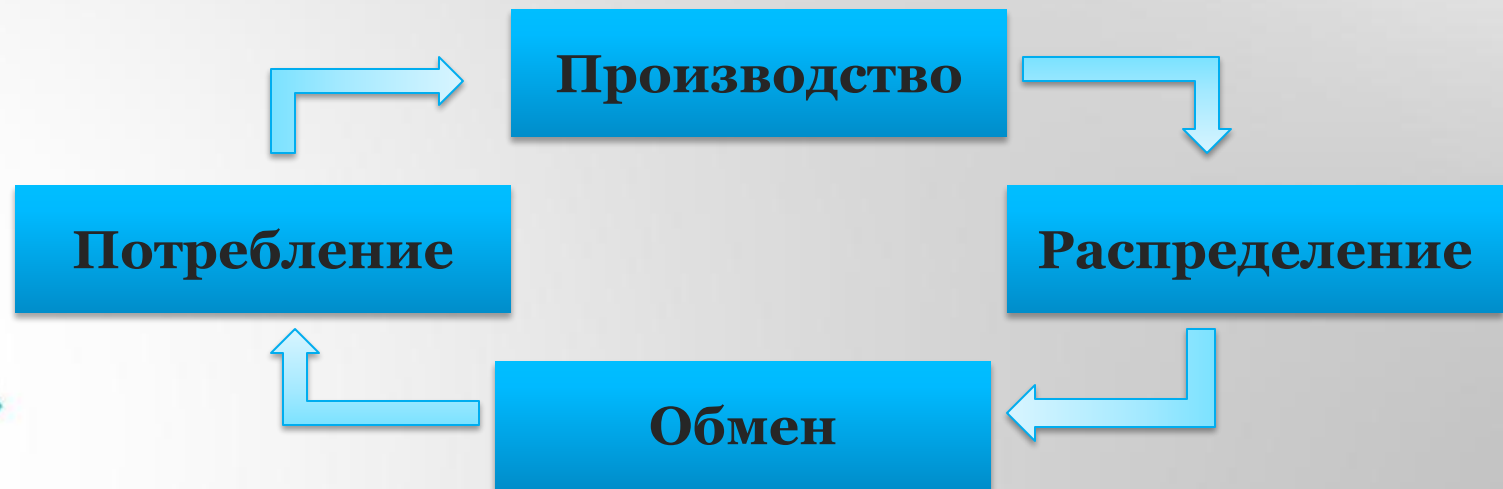 Производство
Потребление
Распределение
Обмен